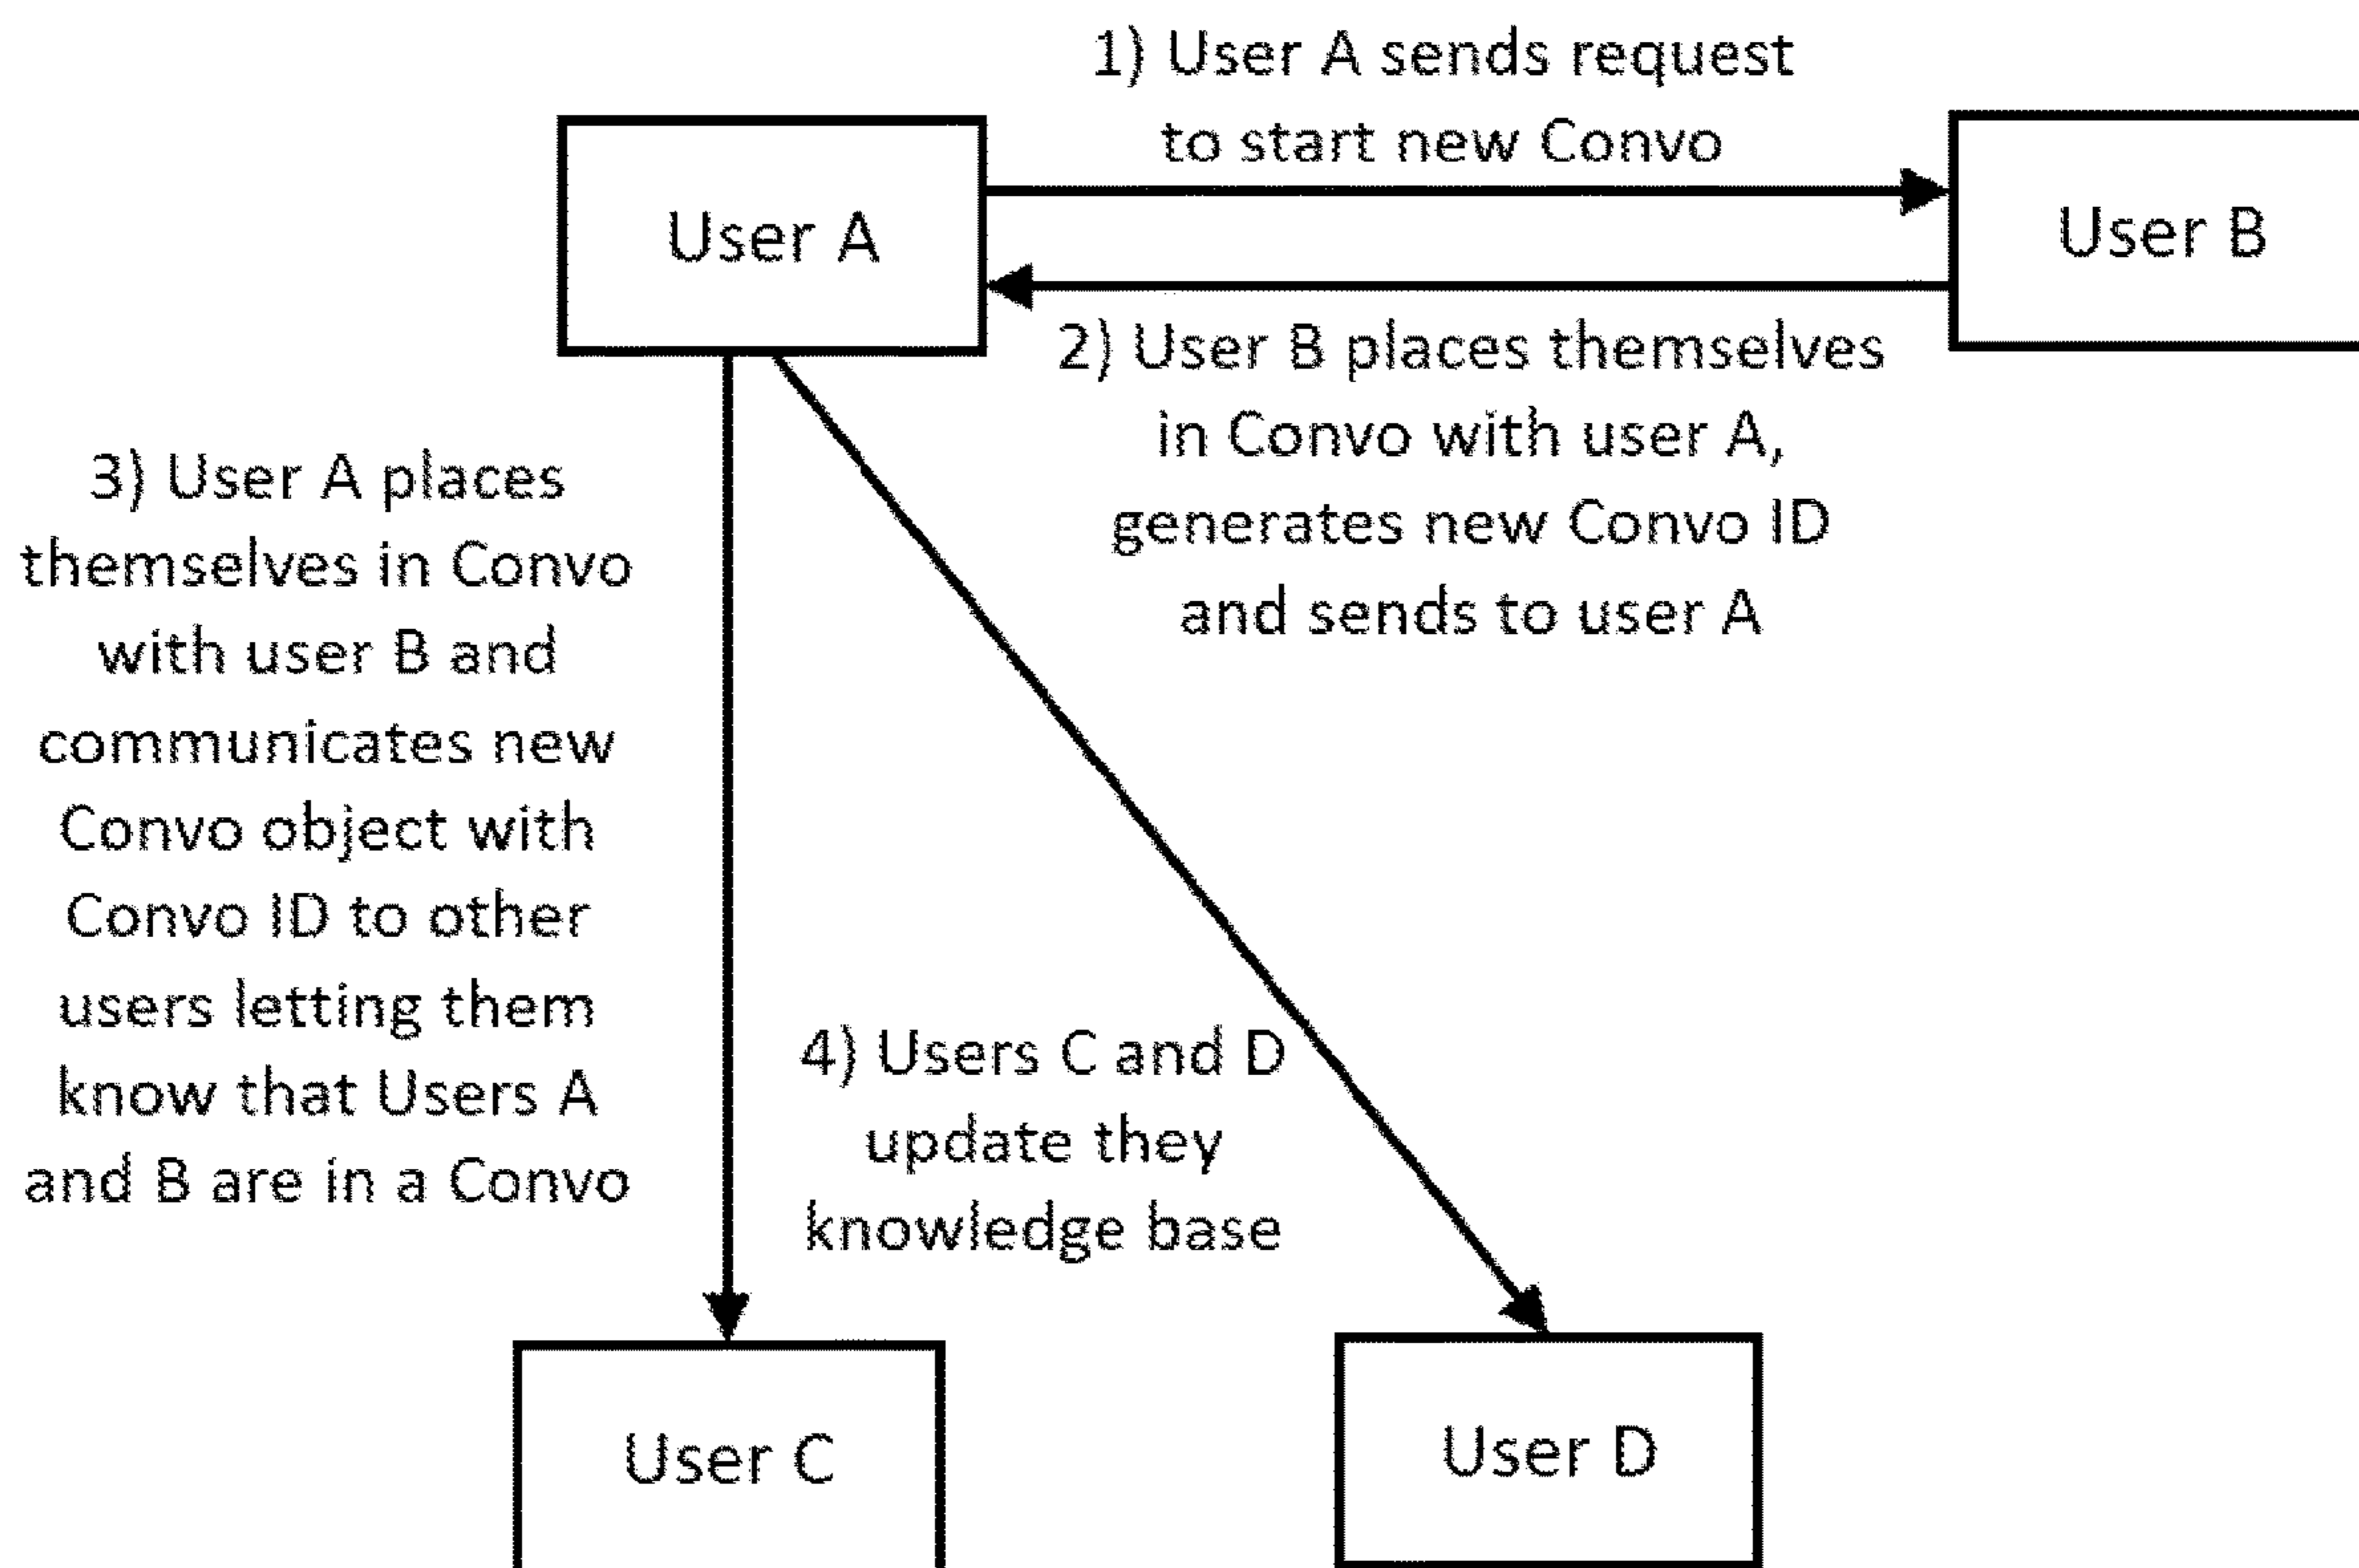 1) User A sends request
to start new Convo
User A
User B
2) User B places themselves
in Convo with user A,
generates new Convo ID
and sends to user A
3) User A places
themselves in Convo
with user B and
communicates new
Convo object with
Convo ID to other
users letting them
know that Users A
and B are in a Convo
4) Users C and D
update they
knowledge base
User C
User D